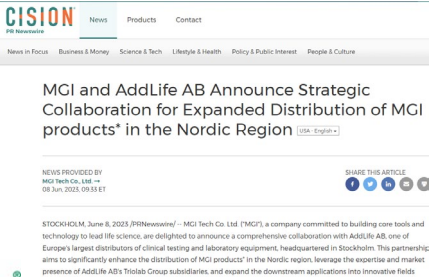 CISION
PR Newswire
News Products Contact
News in Focus Business & Money Science & Tech Lifestyle & Health Policy & Public Interest People & Culture
MGI and AddLife AB Announce Strategic
Collaboration for Expanded Distribution of MGI
products* in the Nordic Region USA - English
NEWS PROVIDED BY
MGI Tech Co., Ltd. →
08 Jun, 2023, 09:33 ET
SHARE THIS ARTICLE
STOCKHOLM, June 8, 2023 /PRNewswire/ -- MGI Tech Co. Ltd. ("MGI"), a company committed to building core tools and
technology to lead life science, are delighted to announce a comprehensive collaboration with AddLife AB, one of
Europe's largest distributors of clinical testing and laboratory equipment, headquartered in Stockholm. This partnership
aims to significantly enhance the distribution of MGI products* in the Nordic region, leverage the expertise and market
presence of AddLife AB's Triolab Group subsidiaries, and expand the downstream applications into innovative fields